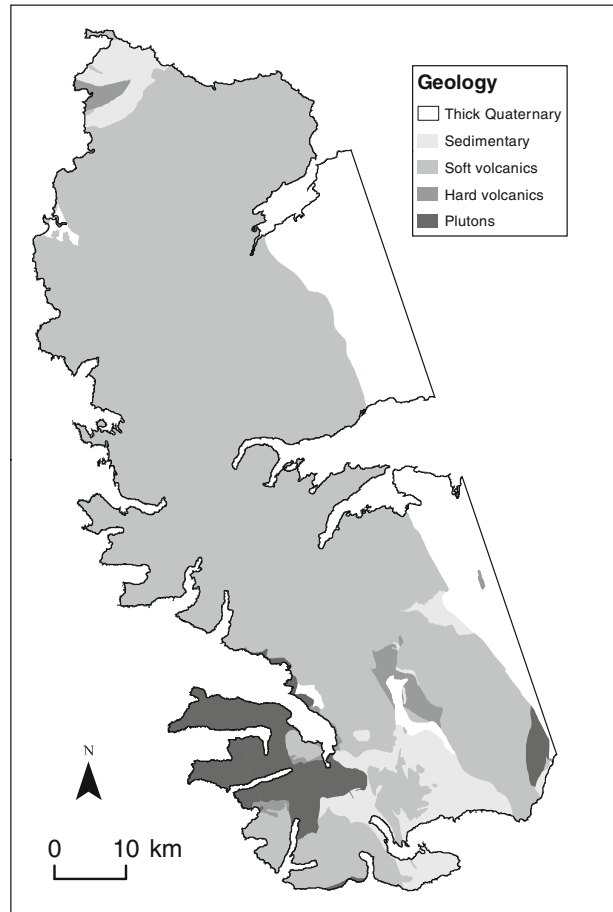 Geology
Thick Quaternary
Sedimentary
Soft volcanics
Hard volcanics
Plutons
N
0 10 km